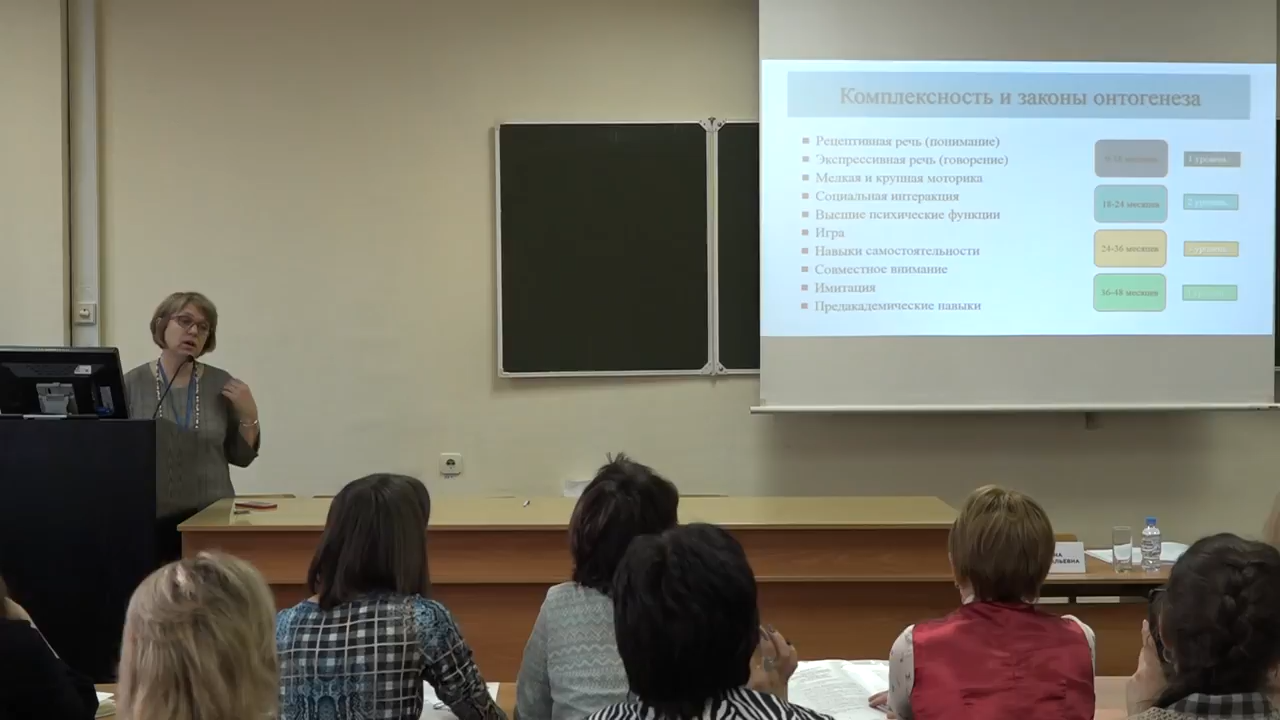 Комплексность и законы онтогенеза
Рецептивная речь (понимание)
Экспрессивная речь (говорение)
Мелкая и крупная моторика
Социальная интеракция
Высшие психические функции
Игра
Навыки самостоятельности
Совместное внимание
Имитация
Предакадемические навыки
месяцев
1 уровень
18-24 месяцев
2 уровень
24-36 месяцев
уровень
36-48 месяцев